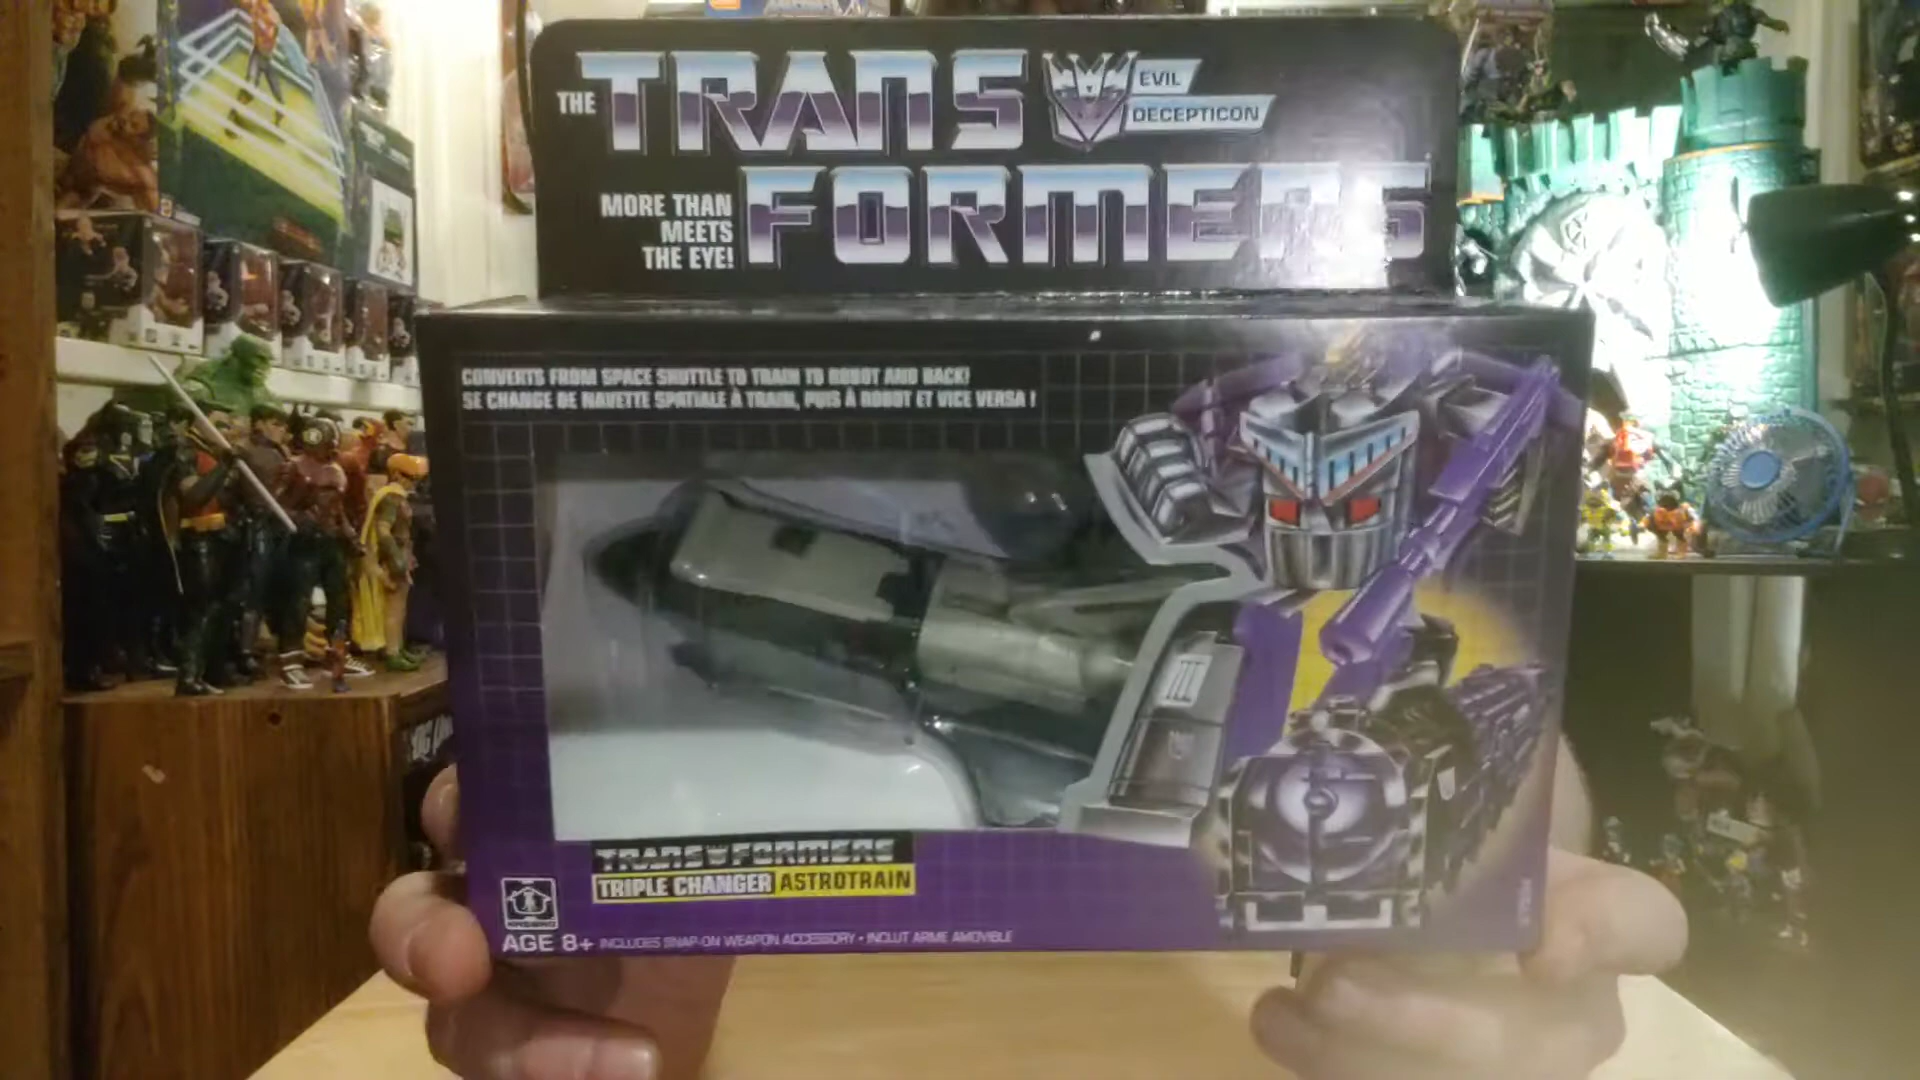 THE TRANS
EVIL
DECEPTICON
MORE THAN
MEETS
THE EYE!
FORMERS
CONVERTS FROM SPACE SHUTTLE TO TRAIN TO ROBOT AND BACK!
SE CHANGE DE NAVETTE SPATIALE À TRAIN, PUIS À ROBOT ET VICE VERSA !
TRANSFORMERS
TRIPLE CHANGER ASTROTRAIN
HASBRO
AGE 8+ INCLUDES SNAP-ON WEAPON ACCESSORY • INCLUT ARME AMOVIBLE